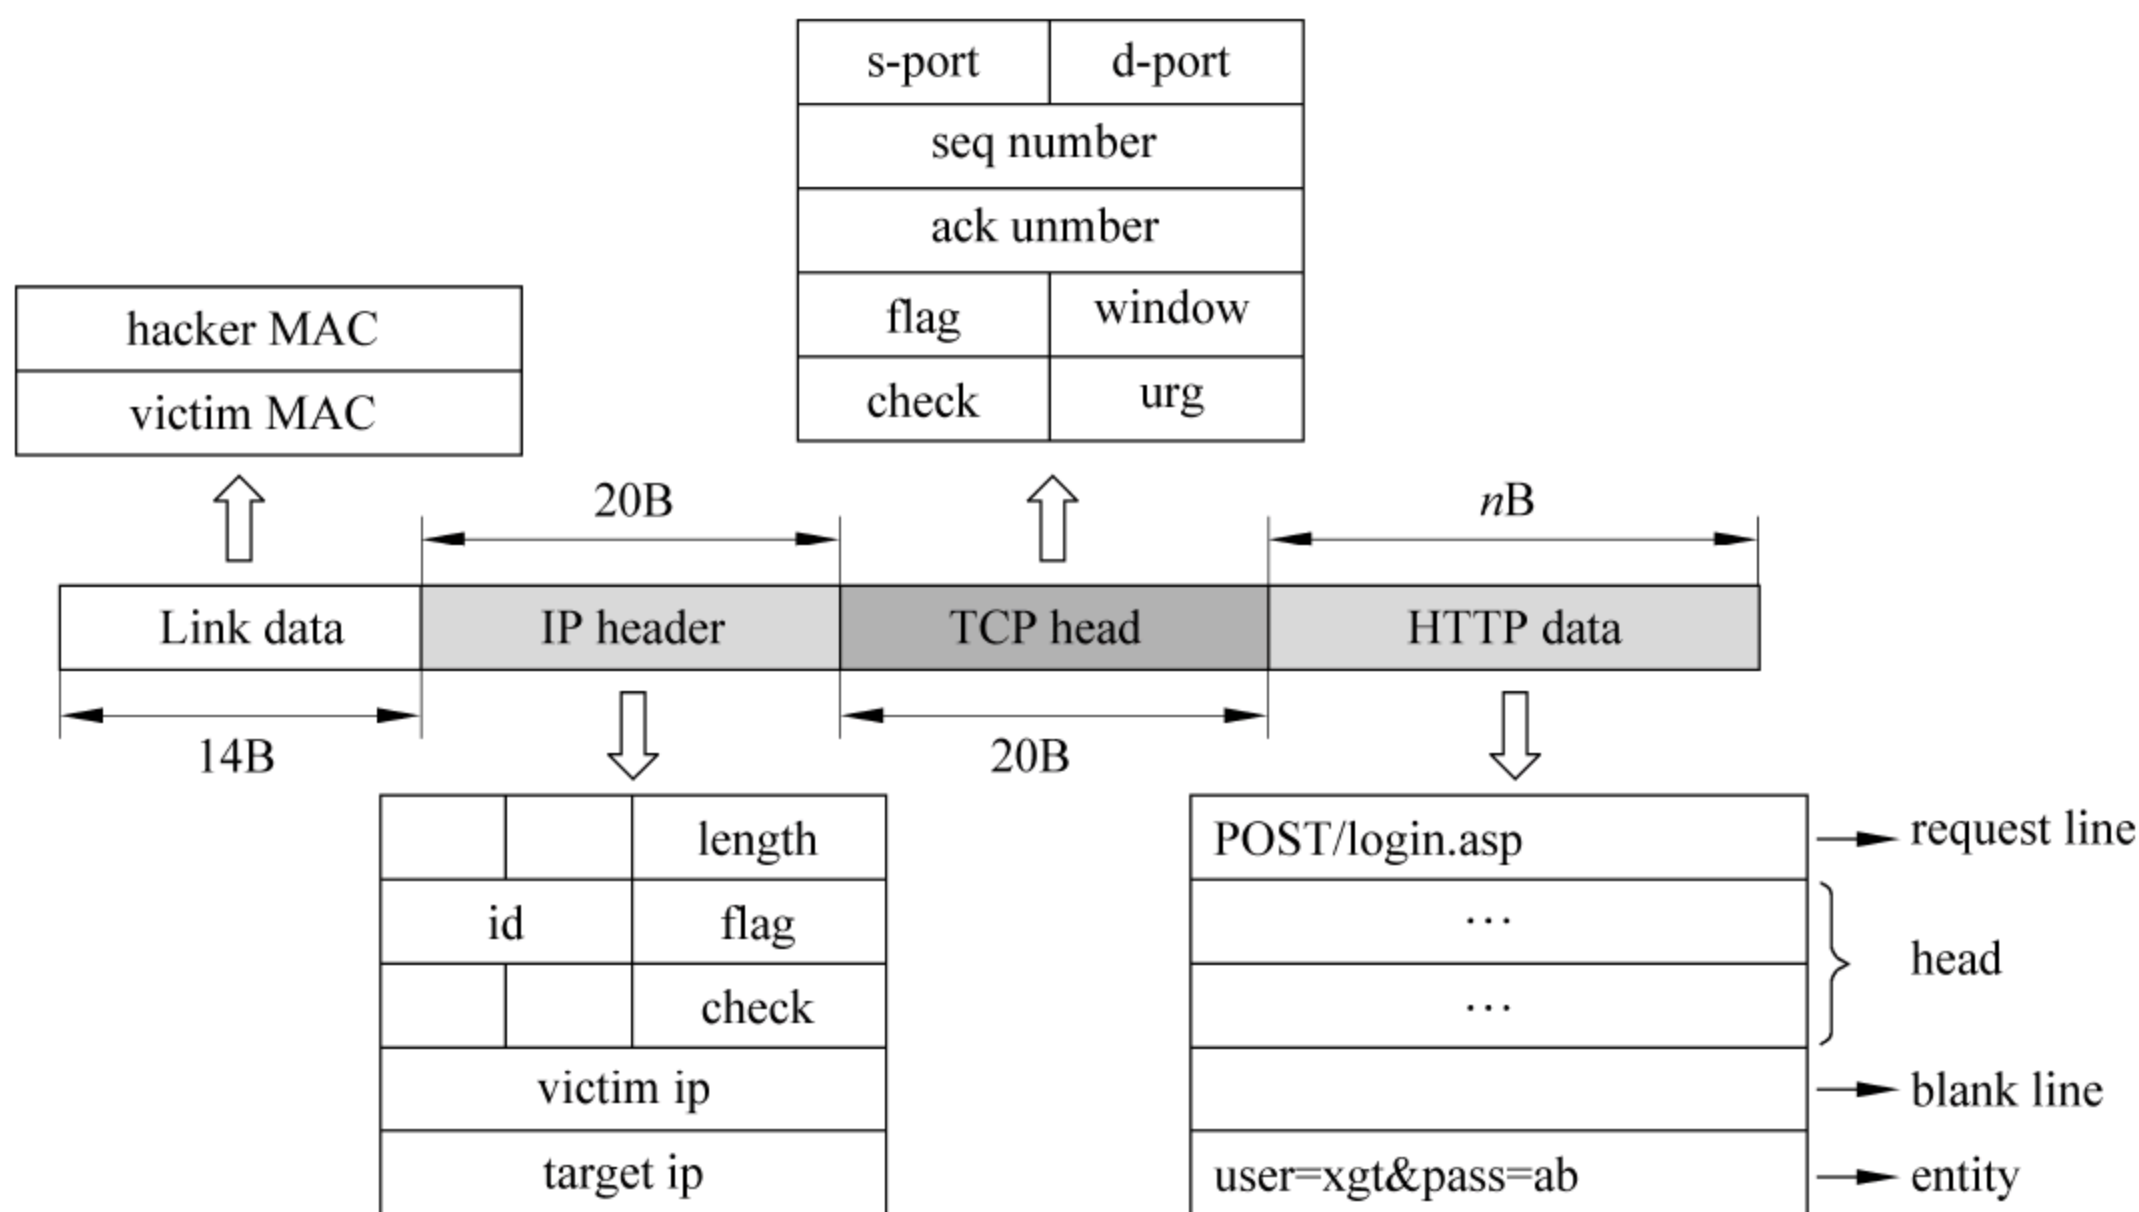 s-port d-port
seq number
ack unmber
flag window
check urg
hacker MAC
victim MAC
20B nB
Link data IP header TCP head HTTP data
14B 20B
length
id flag
check
victim ip
target ip
POST/login.asp request line
...
head
...
blank line
user=xgt&pass=ab entity